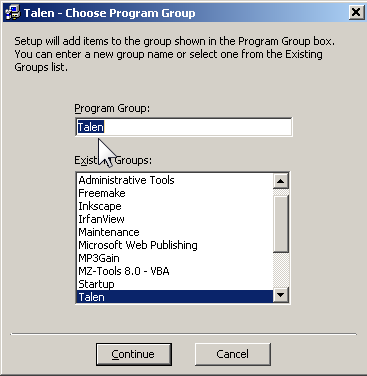 Talen - Choose Program Group
Setup will add items to the group shown in the Program Group box.
You can enter a new group name or select one from the Existing
Groups list.
Program Group:
Talen
Existing Groups:
Administrative Tools
Freemake
Inkscape
IrfanView
Maintenance
Microsoft Web Publishing
MP3Gain
MZ-Tools 8.0 - VBA
Startup
Talen
Continue
Cancel